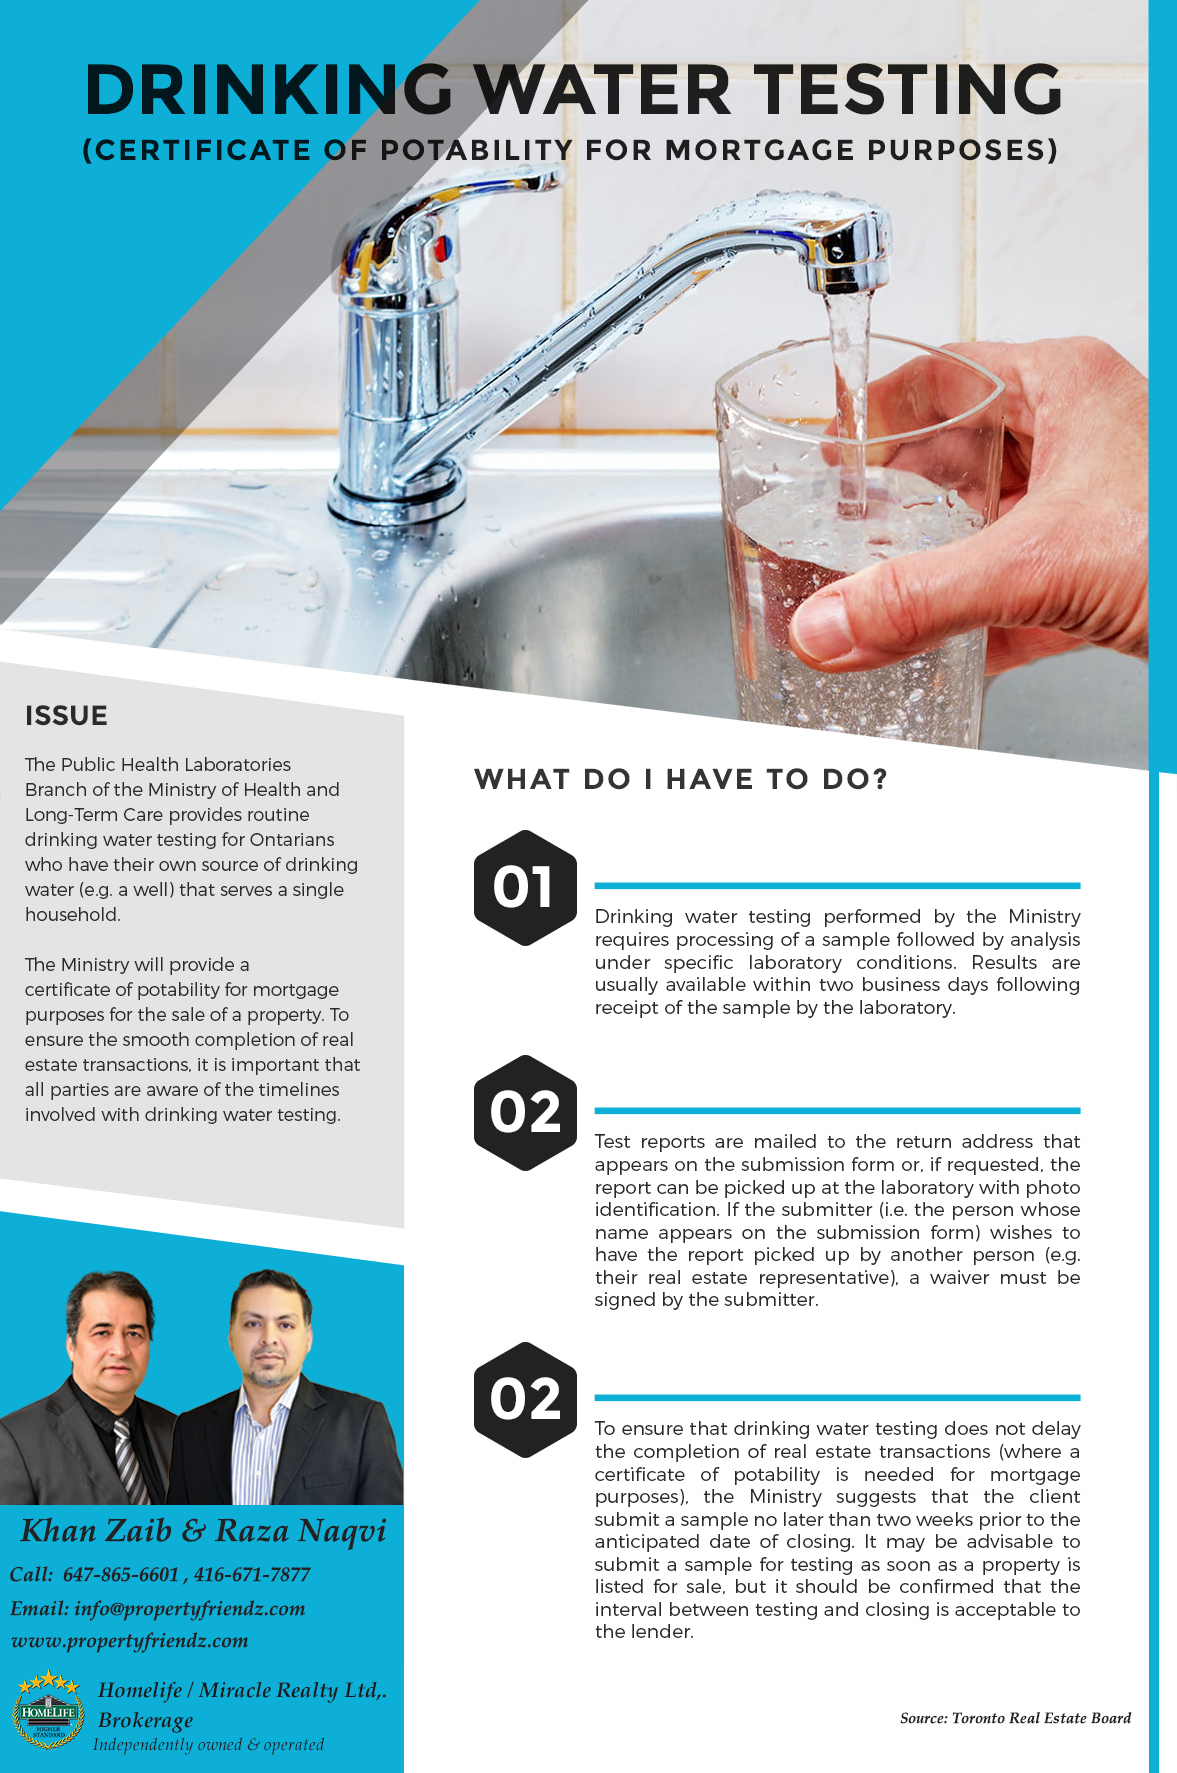 DRINKING WATER TESTING
(CERTIFICATE OF POTABILITY FOR MORTGAGE PURPOSES)
ISSUE
The Public Health Laboratories
Branch of the Ministry of Health and
Long-Term Care provides routine
drinking water testing for Ontarians
who have their own source of drinking
water (e.g. a well) that serves a single
household.
The Ministry will provide a
certificate of potability for mortgage
purposes for the sale of a property. To
ensure the smooth completion of real
estate transactions, it is important that
all parties are aware of the timelines
involved with drinking water testing.
WHAT DO I HAVE TO DO?
01
Drinking water testing performed by the Ministry
requires processing of a sample followed by analysis
under specific laboratory conditions. Results are
usually available within two business days following
receipt of the sample by the laboratory.
02
Test reports are mailed to the return address that
appears on the submission form or, if requested, the
report can be picked up at the laboratory with photo
identification. If the submitter (i.e. the person whose
name appears on the submission form) wishes to
have the report picked up by another person (e.g.
their real estate representative), a waiver must be
signed by the submitter.
02
To ensure that drinking water testing does not delay
the completion of real estate transactions (where a
certificate of potability is needed for mortgage
purposes), the Ministry suggests that the client
submit a sample no later than two weeks prior to the
anticipated date of closing. It may be advisable to
submit a sample for testing as soon as a property is
listed for sale, but it should be confirmed that the
interval between testing and closing is acceptable to
the lender.
Khan Zaib & Raza Naqvi
Call: 647-865-6601 , 416-671-7877
Email: info@propertyfriendz.com
www.propertyfriendz.com
HOMELIFE
HIGHER
STANDARDS
Homelife / Miracle Realty Ltd,.
Brokerage
Independently owned & operated
Source: Toronto Real Estate Board